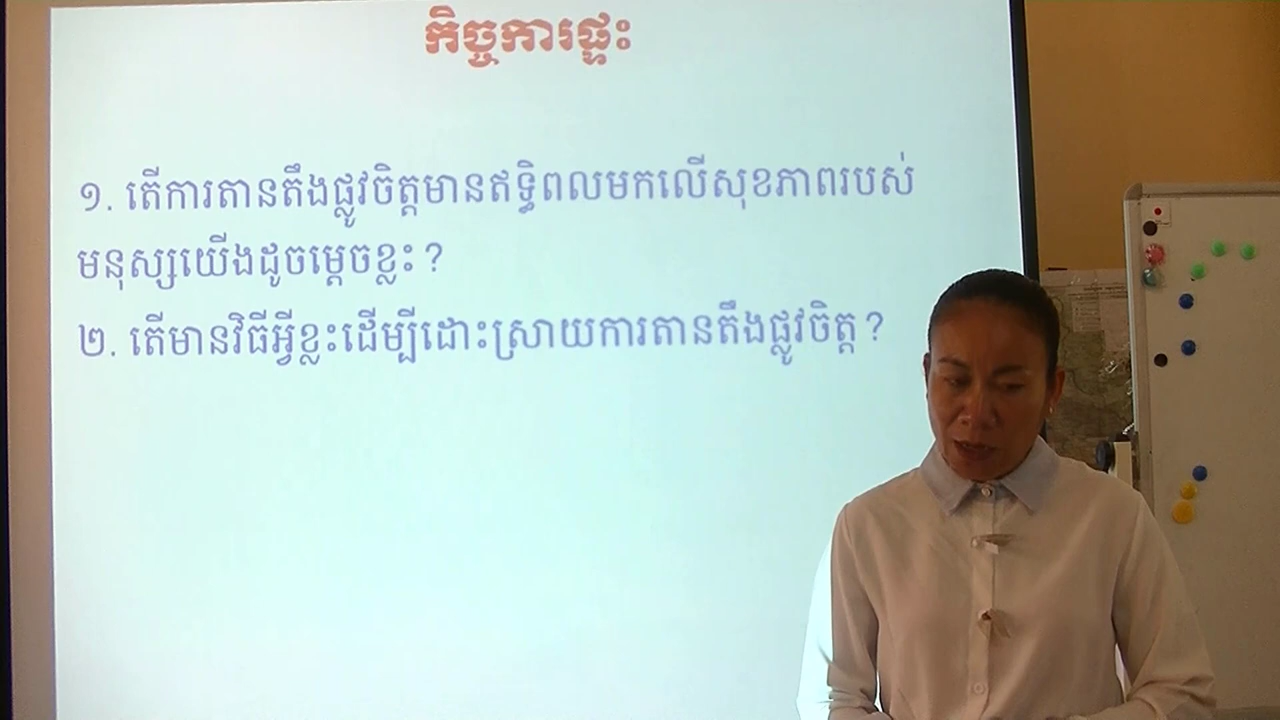 កិច្ចការផ្ទះ
១. តើការតានតឹងផ្លូវចិត្តមានឥទ្ធិពលមកលើសុខភាពរបស់
មនុស្សយើងដូចម្ដេចខ្លះ ?
២. តើមានវិធីអ្វីខ្លះដើម្បីដោះស្រាយការតានតឹងផ្លូវចិត្ត ?